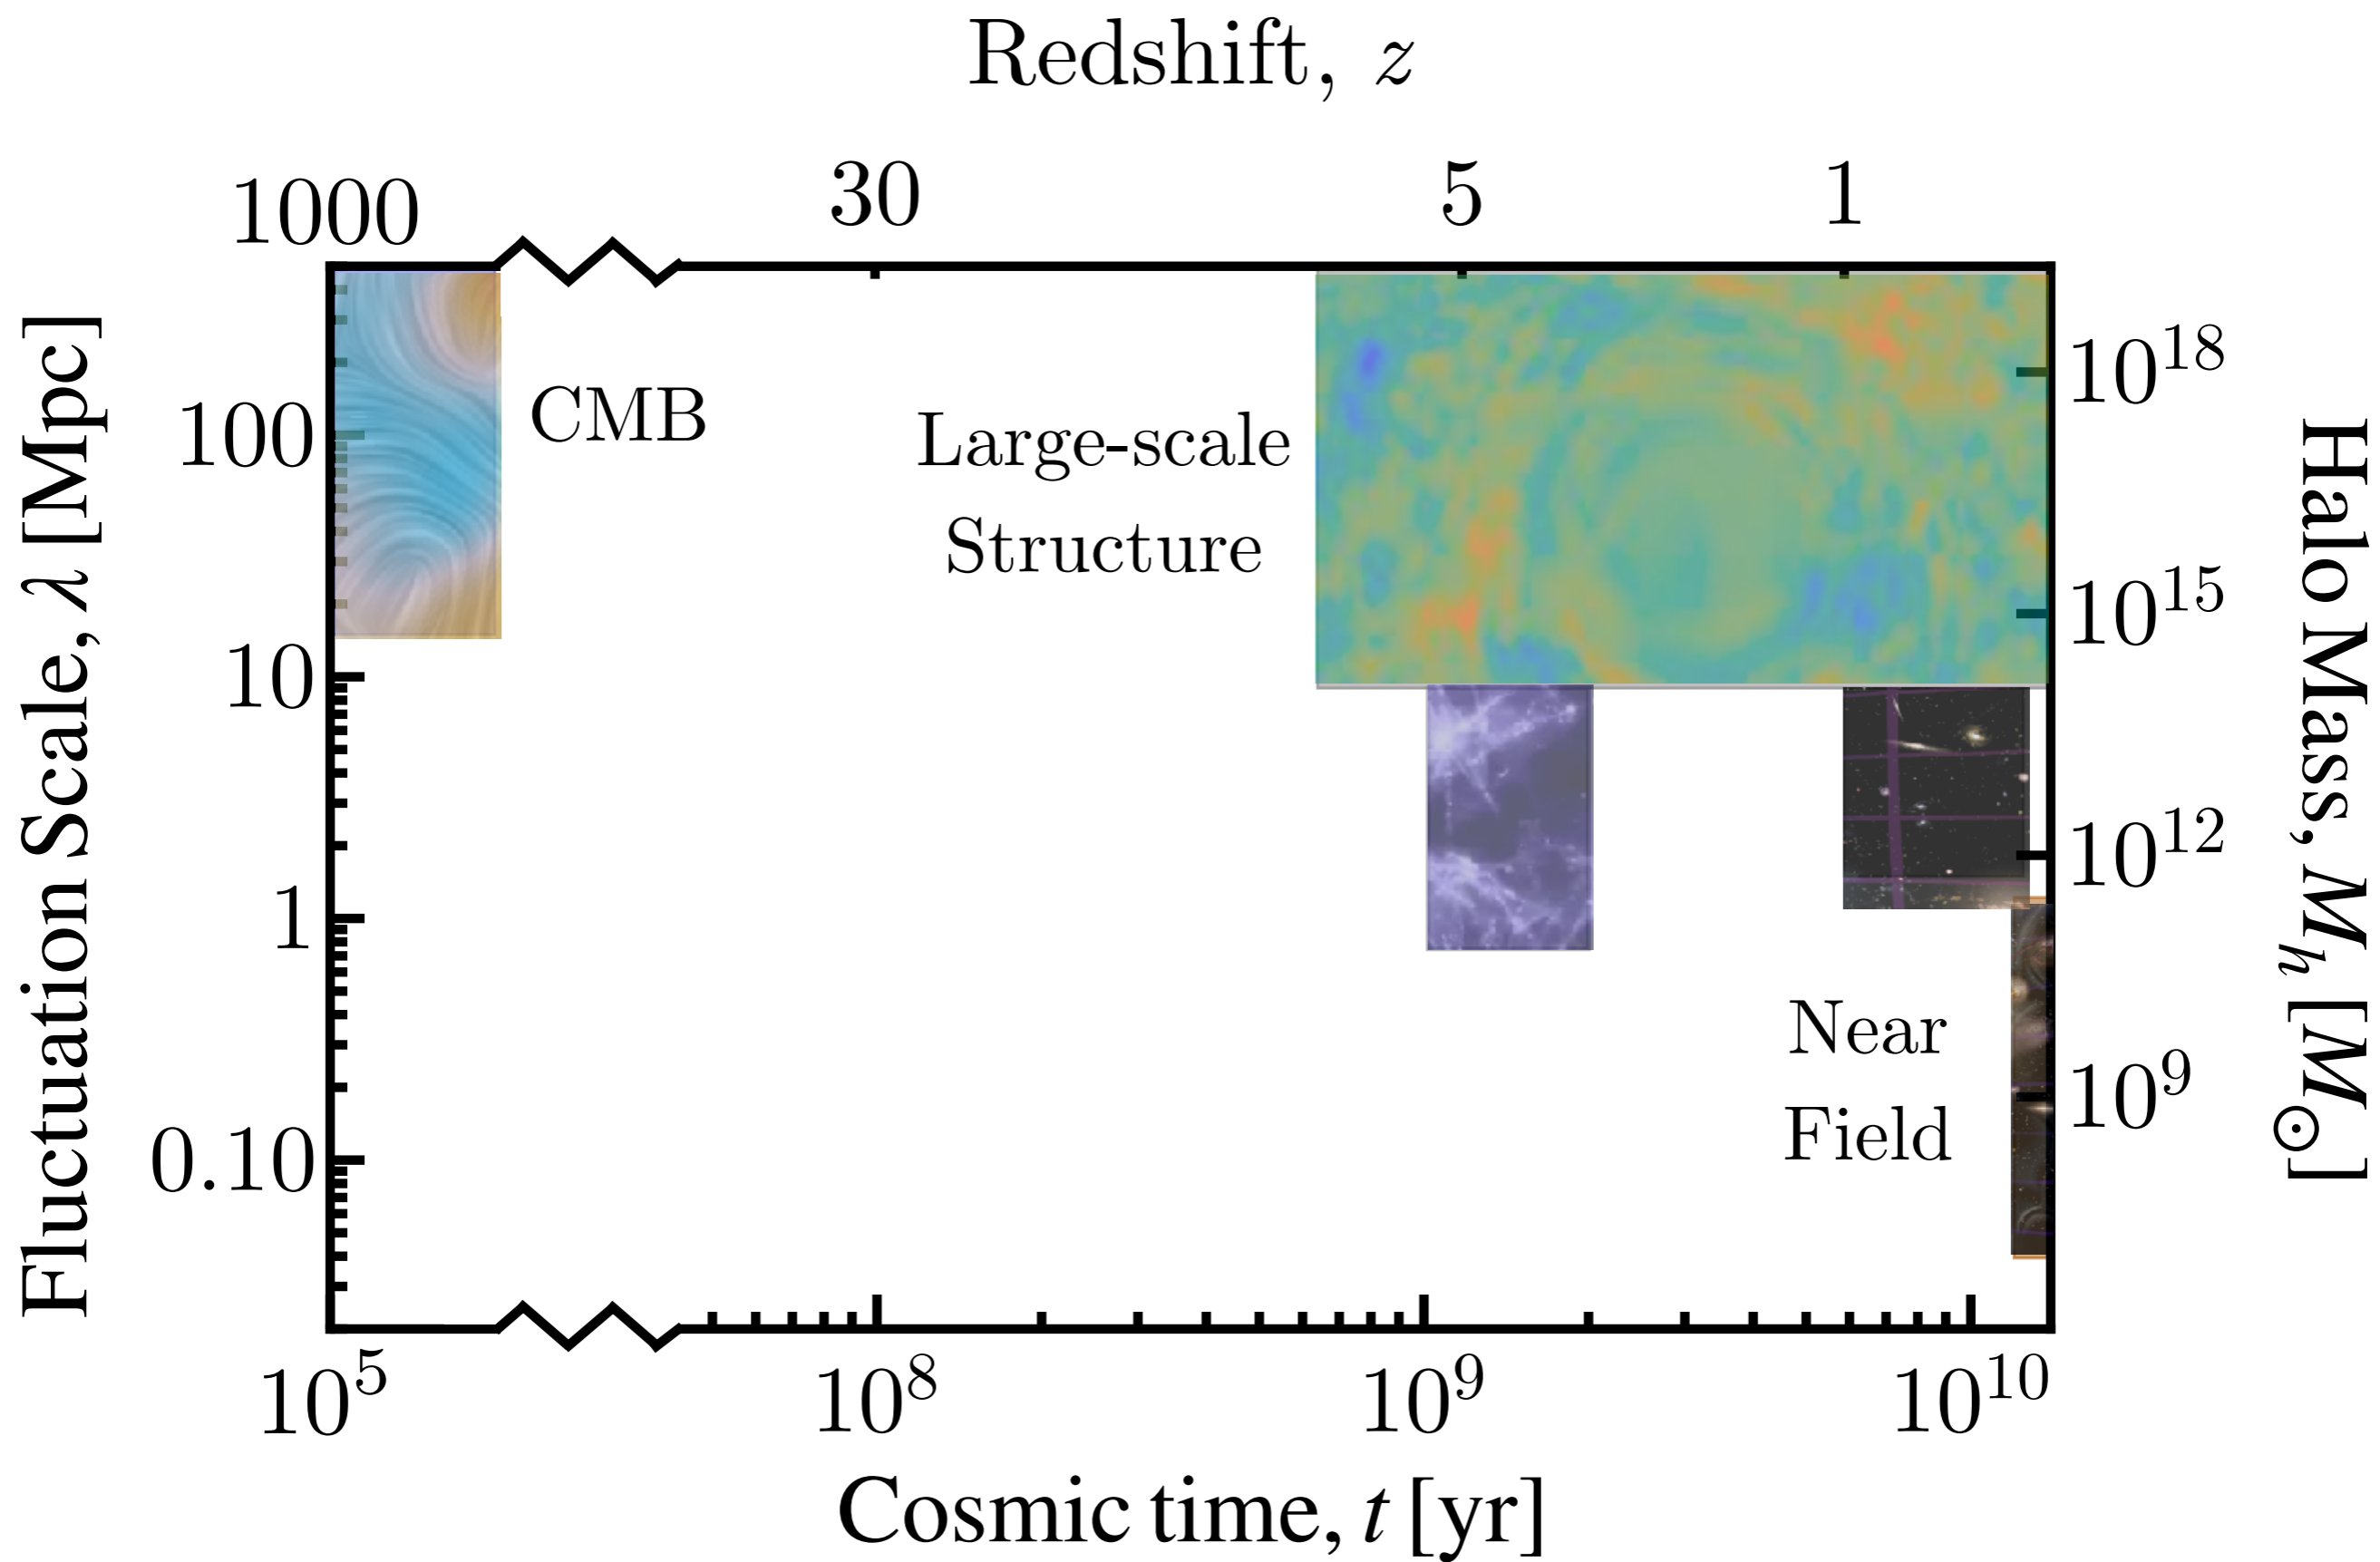 Redshift, z
1000
30
5
1
Fluctuation Scale, λ [Mpc]
100
10
1
0.10
CMB
Large-scale
Structure
Near
Field
10^18
10^15
10^12
10^9
Halo Mass, M_h [M_⊙]
10^5
10^8
10^9
10^10
Cosmic time, t [yr]